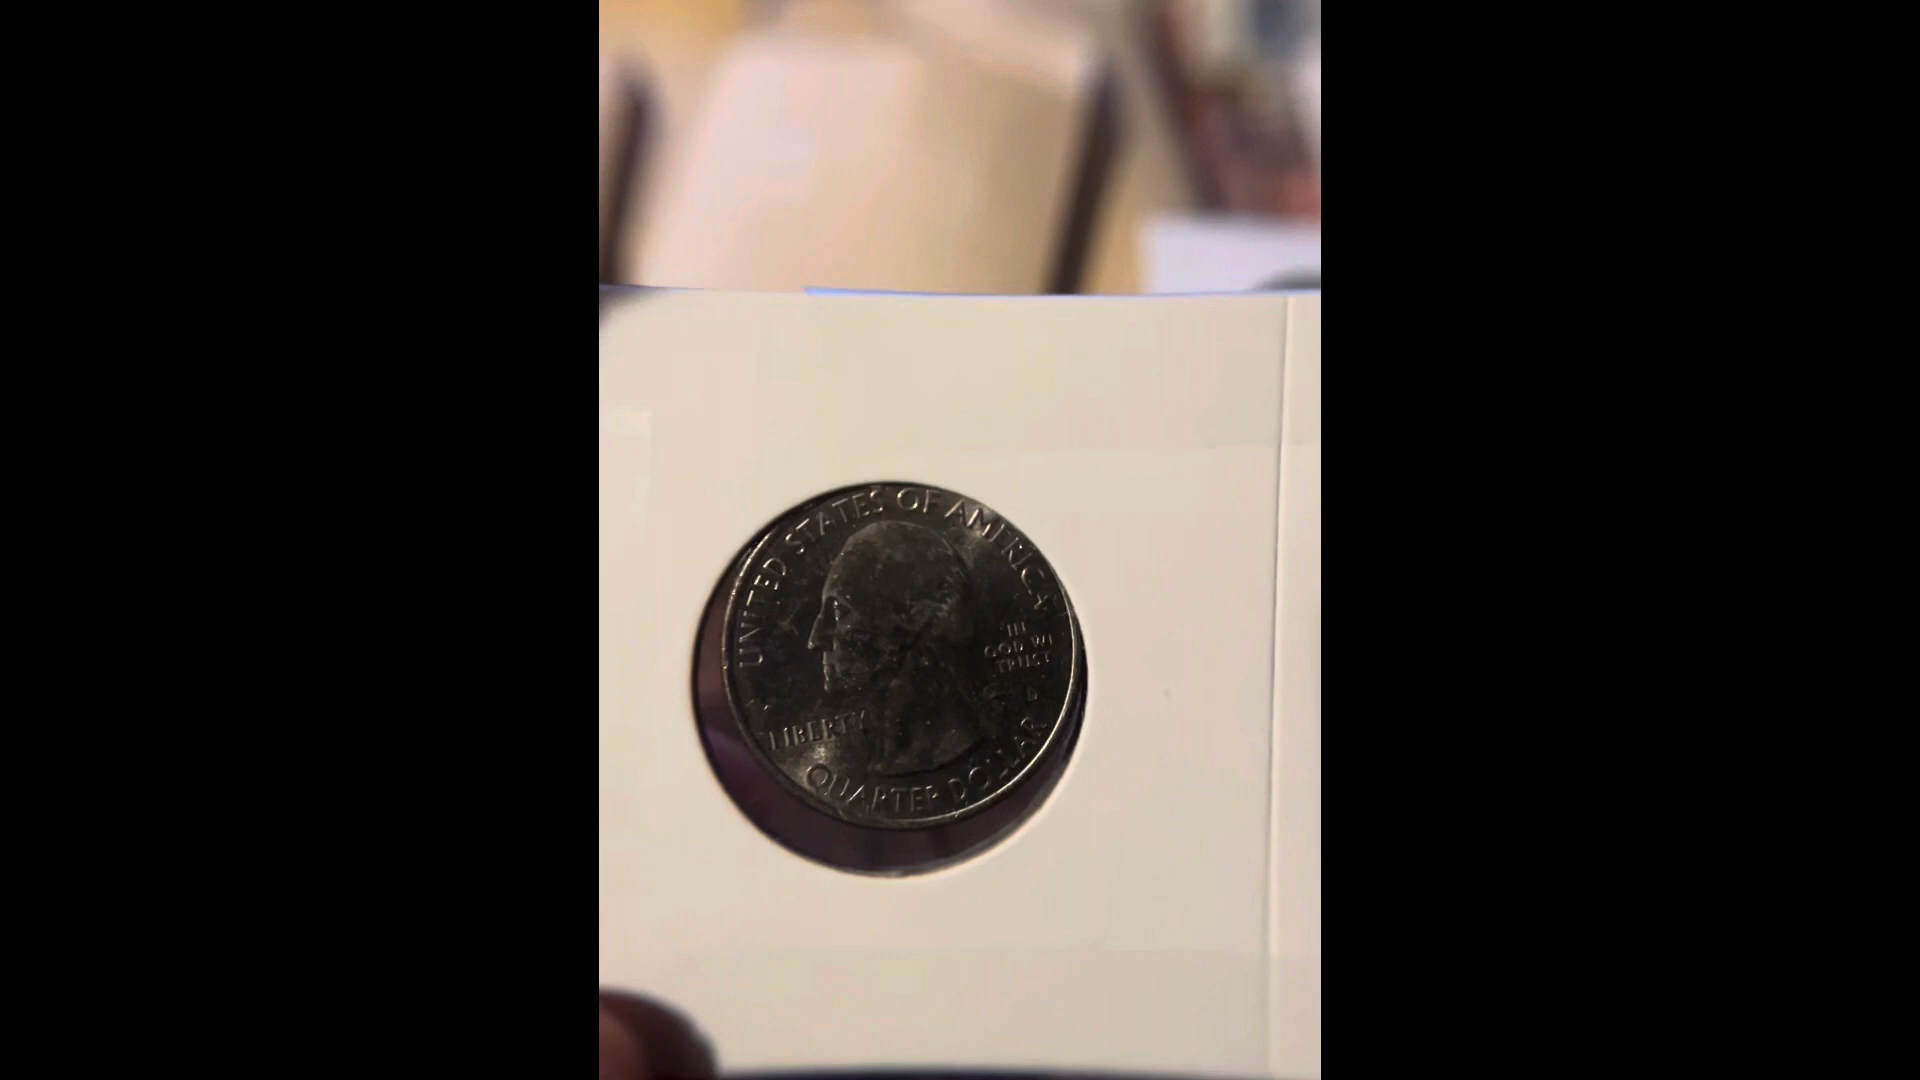 UNITED STATES OF AMERICA
IN
GOD WE
TRUST
D
LIBERTY
QUARTER DOLLAR